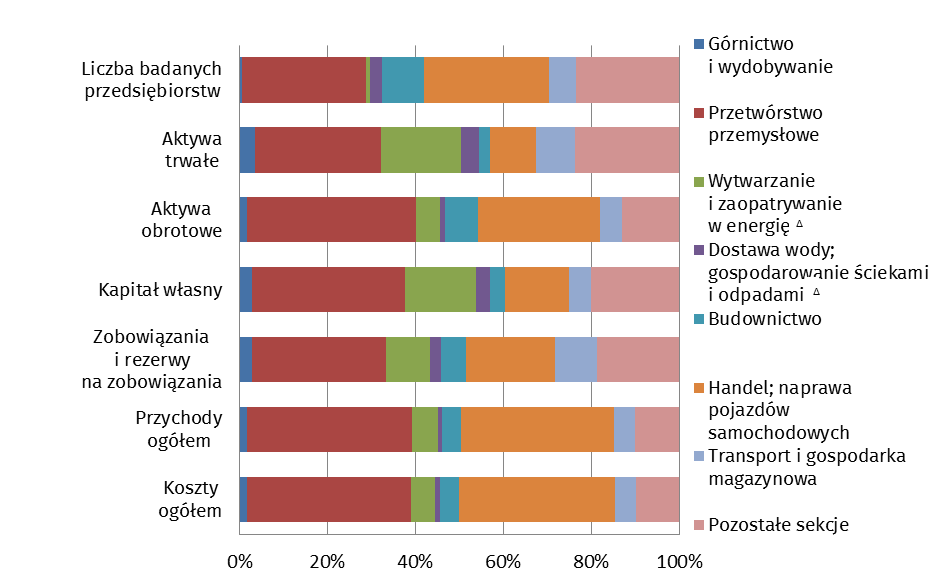 Liczba badanych
przedsiębiorstw
Aktywa
trwałe
Aktywa
obrotowe
Kapitał własny
Zobowiązania
i rezerwy
na zobowiązania
Przychody
ogółem
Koszty
ogółem
0% 20% 40% 60% 80% 100%
Górnictwo
i wydobywanie
Przetwórstwo
przemysłowe
Wytwarzanie
i zaopatrywanie
w energię Δ
Dostawa wody;
gospodarowanie ściekami
i odpadami Δ
Budownictwo
Handel; naprawa
pojazdów
samochodowych
Transport i gospodarka
magazynowa
Pozostałe sekcje